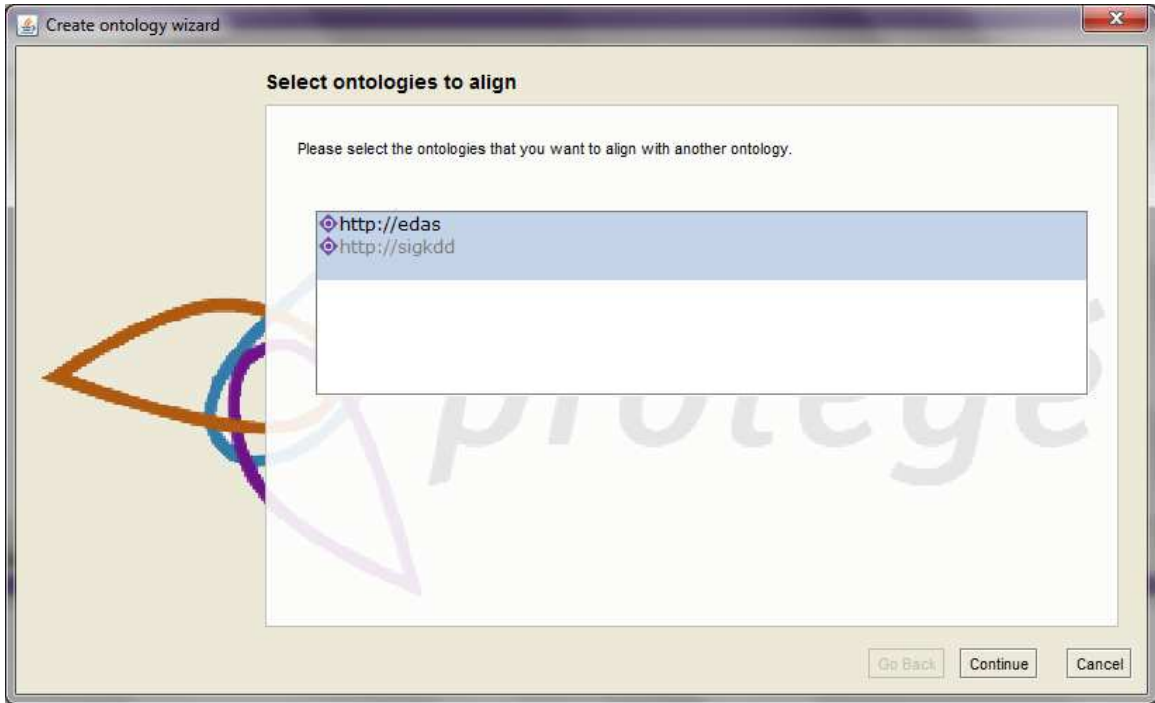 Create ontology wizard
Select ontologies to align
Please select the ontologies that you want to align with another ontology.
http://edas
http://sigkdd
protégé
Go Back Continue Cancel